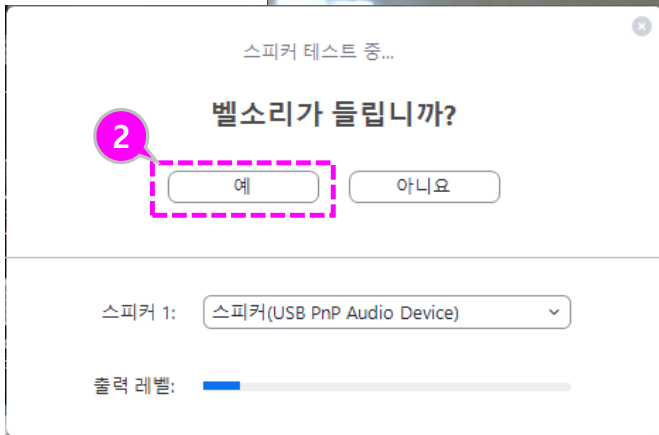 스피커 테스트 중...
벨소리가 들립니까?
2
예 아니요
스피커 1: 스피커(USB PnP Audio Device)
출력 레벨: